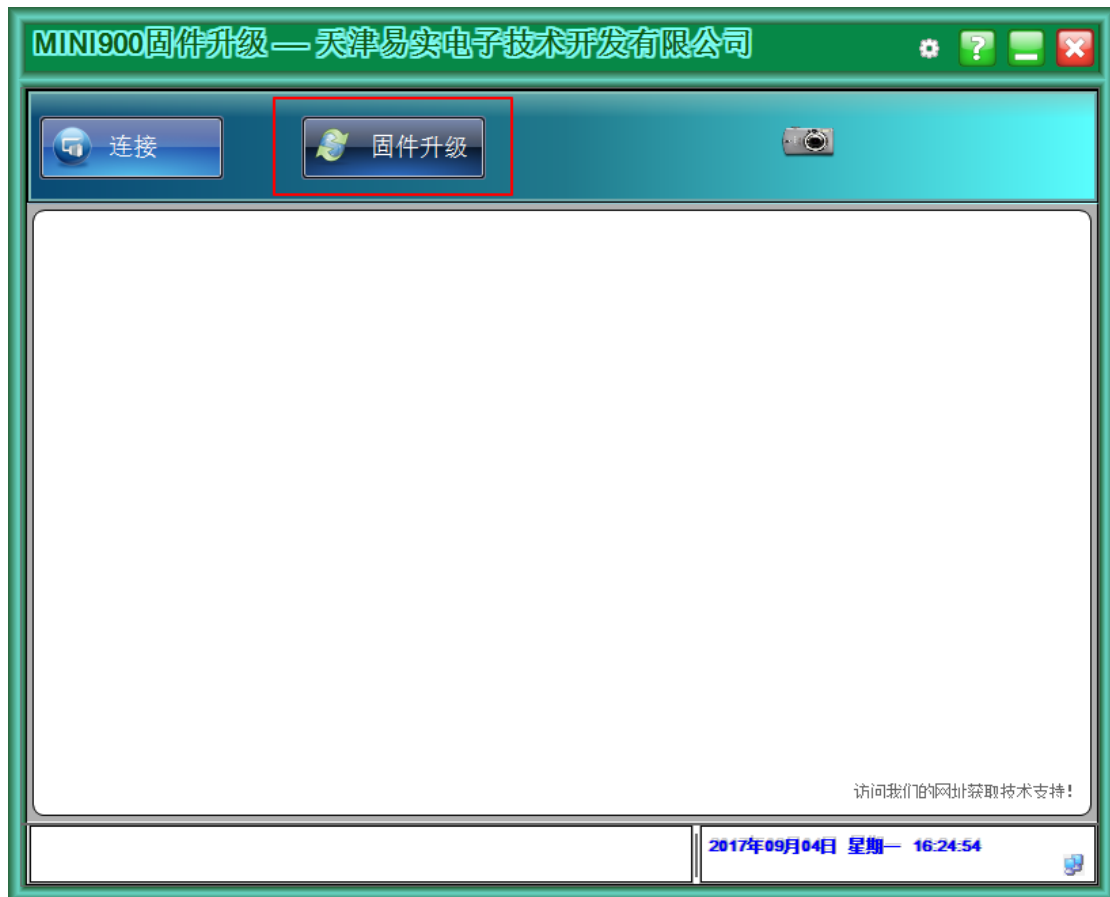 MINI900固件升级 — 天津易实电子技术开发有限公司
?
连接
固件升级
访问我们的网址获取技术支持!
2017年09月04日 星期一 16:24:54